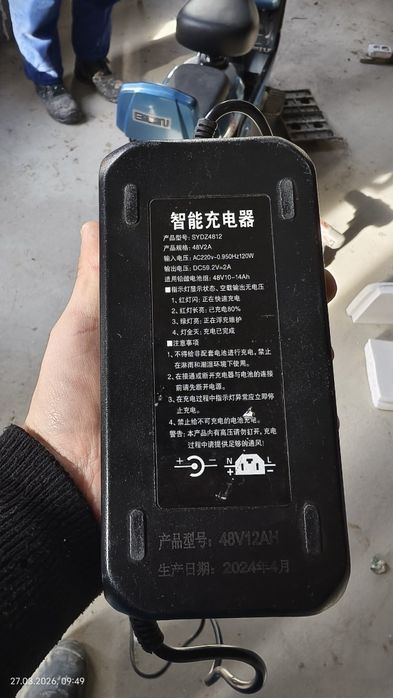 智能充电器
产品型号：SYDZ4812
产品规格：48V2A
输入电压：AC220v~0.950Hz120W
输出电压：DC59.2V=2A
适用铅酸电池组：48V10-14Ah
■指示灯显示状态、空载输出无电压
1、红灯闪：正在快速充电
2、红灯长亮：已充电80%
3、绿灯亮：正在浮充维护
4、灯全灭：充电已完成
■注意事项
1、不得给非配套电池进行充电，禁止
在淋雨和潮湿环境下使用。
2、在接通或断开充电器与电池的连接
前请先断开电源。
3、在充电过程中指示灯异常应立即停
止充电。
4、禁止给不可充电的电池充电。
警告：本产品内有高压请勿打开，充电
过程中请提供足够的通风！
+ − N L
产品型号：48V12AH
生产日期：2024年4月
27.03.2026, 09:49